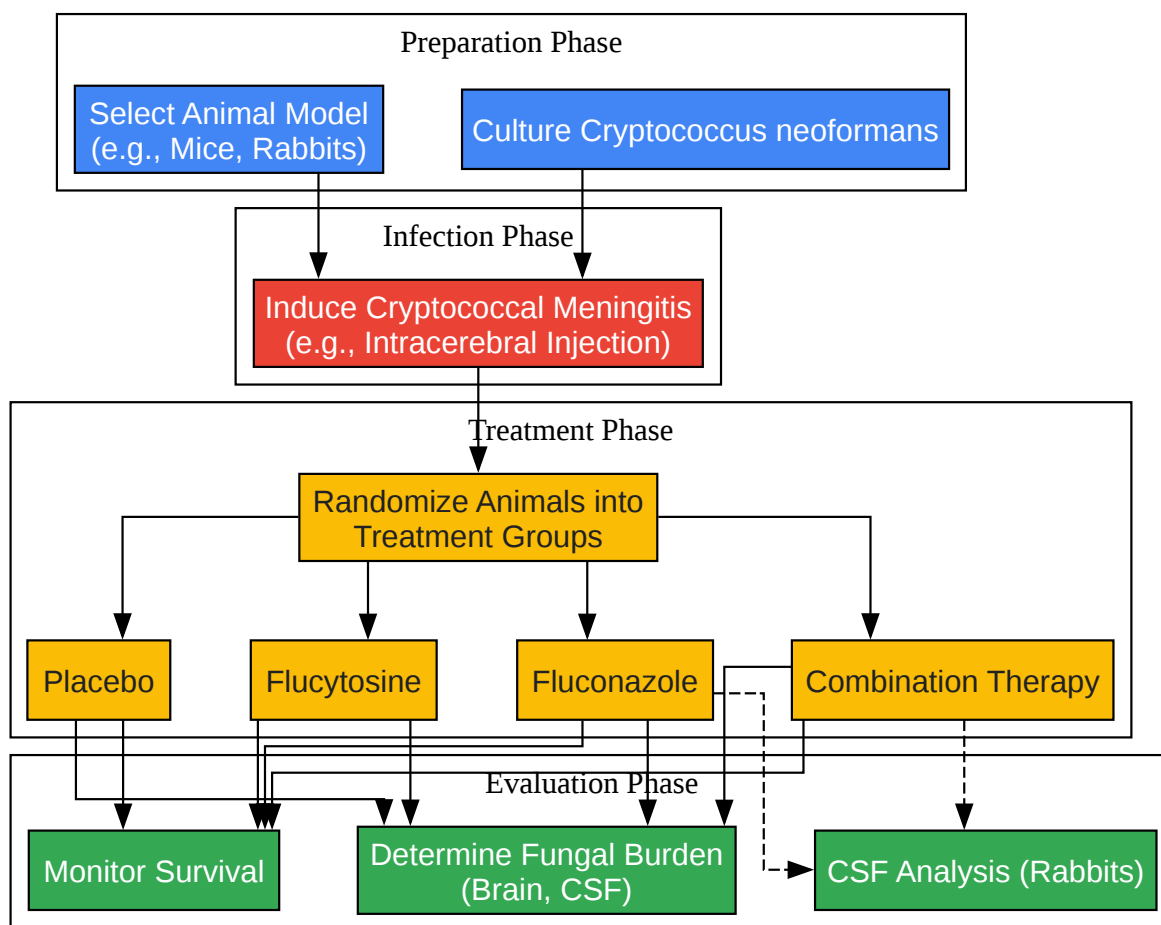 Preparation Phase
Select Animal Model
(e.g., Mice, Rabbits)
Culture Cryptococcus neoformans
Infection Phase
Induce Cryptococcal Meningitis
(e.g., Intracerebral Injection)
Treatment Phase
Randomize Animals into
Treatment Groups
Placebo
Flucytosine
Fluconazole
Combination Therapy
Evaluation Phase
Monitor Survival
Determine Fungal Burden
(Brain, CSF)
CSF Analysis (Rabbits)